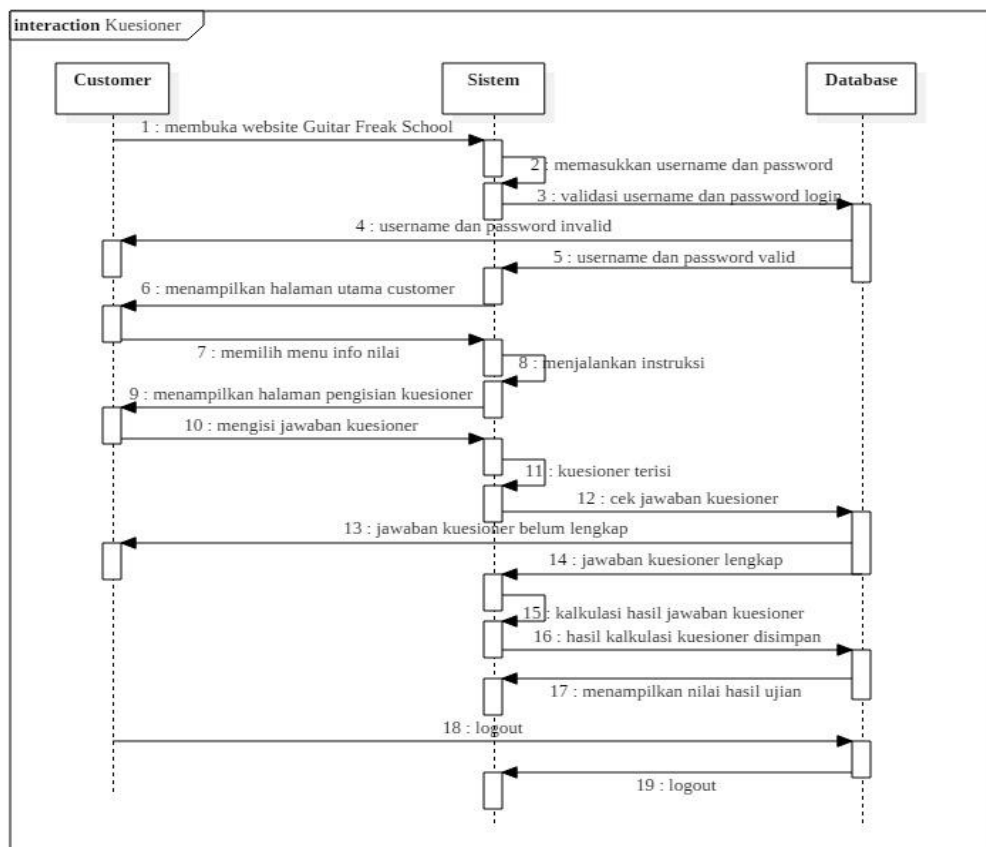 interaction Kuesioner
Customer
Sistem
Database
1 : membuka website Guitar Freak School
2 : memasukkan username dan password
3 : validasi username dan password login
4 : username dan password invalid
5 : username dan password valid
6 : menampilkan halaman utama customer
7 : memilih menu info nilai
8 : menjalankan instruksi
9 : menampilkan halaman pengisian kuesioner
10 : mengisi jawaban kuesioner
11 : kuesioner terisi
12 : cek jawaban kuesioner
13 : jawaban kuesioner belum lengkap
14 : jawaban kuesioner lengkap
15 : kalkulasi hasil jawaban kuesioner
16 : hasil kalkulasi kuesioner disimpan
17 : menampilkan nilai hasil ujian
18 : logout
19 : logout